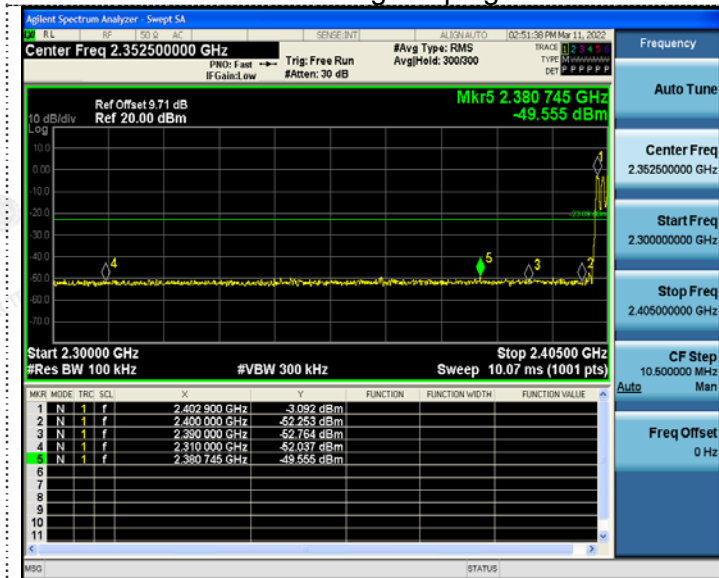 Agilent Spectrum Analyzer - Swept SA
RL RF 50 Ω AC SENSE:INT ALIGNAUTO 02:51:38 PM Mar 11, 2022
Center Freq 2.352500000 GHz #Avg Type: RMS TRACE 1 2 3 4 5 6 Frequency
PNO: Fast Trig: Free Run Avg|Hold: 300/300 TYPE MWWWWW
IFGain:Low #Atten: 30 dB DET P P P P P P
Auto Tune
Mkr5 2.380 745 GHz
Ref Offset 9.71 dB
10 dB/div Ref 20.00 dBm -49.555 dBm
Log
10.0
0.00
-10.0
-20.0
-30.0
-40.0
-50.0
-60.0
-70.0
1
-23.09 dBm
4
5
3
2
Center Freq
2.352500000 GHz
Start Freq
2.300000000 GHz
Stop Freq
2.405000000 GHz
Start 2.30000 GHz Stop 2.40500 GHz
#Res BW 100 kHz #VBW 300 kHz Sweep 10.07 ms (1001 pts)
CF Step
10.500000 MHz
Auto Man
Freq Offset
0 Hz
MKR MODE TRC SCL X Y FUNCTION FUNCTION WIDTH FUNCTION VALUE
1 N 1 f 2.402 900 GHz -3.092 dBm
2 N 1 f 2.400 000 GHz -52.253 dBm
3 N 1 f 2.390 000 GHz -52.764 dBm
4 N 1 f 2.310 000 GHz -52.037 dBm
5 N 1 f 2.380 745 GHz -49.555 dBm
6
7
8
9
10
11
MSG STATUS